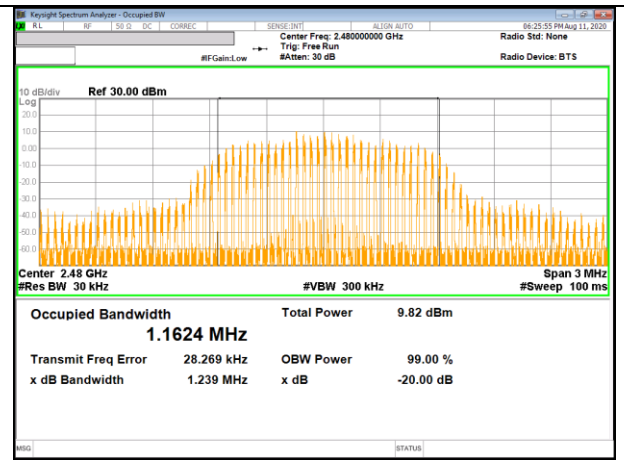 Keysight Spectrum Analyzer - Occupied BW
RL RF 50 Ω DC CORREC SENSE:INT ALIGN AUTO 06:25:55 PM Aug 11, 2020
Center Freq: 2.480000000 GHz Radio Std: None
Trig: Free Run
#IFGain:Low #Atten: 30 dB Radio Device: BTS
10 dB/div Ref 30.00 dBm
Log
20.0
10.0
0.00
-10.0
-20.0
-30.0
-40.0
-50.0
-60.0
Center 2.48 GHz Span 3 MHz
#Res BW 30 kHz #VBW 300 kHz #Sweep 100 ms
Occupied Bandwidth Total Power 9.82 dBm
1.1624 MHz
Transmit Freq Error 28.269 kHz OBW Power 99.00 %
x dB Bandwidth 1.239 MHz x dB -20.00 dB
MSG STATUS